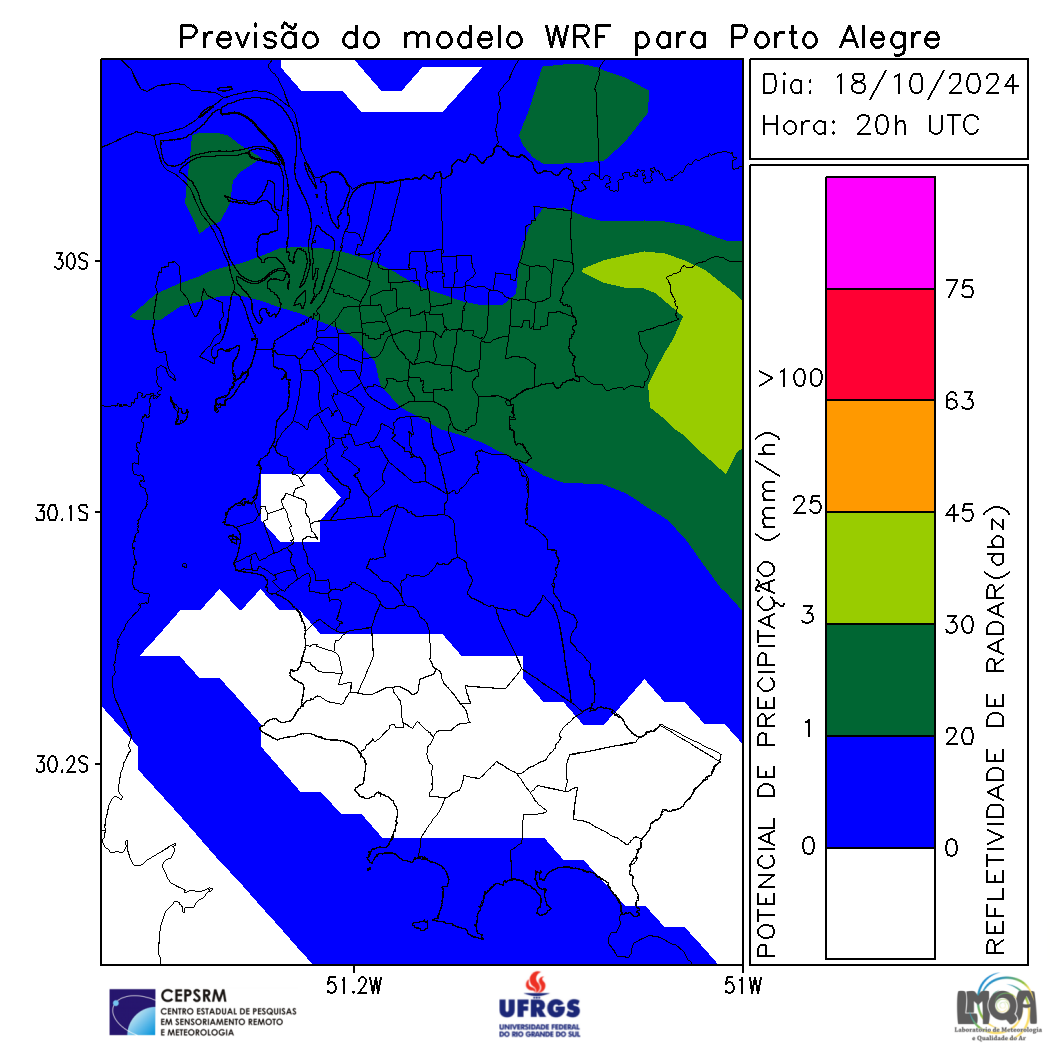 Previsão do modelo WRF para Porto Alegre
Dia: 18/10/2024
Hora: 20h UTC
30S
30.1S
30.2S
51.2W
51W
POTENCIAL DE PRECIPITAÇÃO (mm/h)
>100
25
3
1
0
75
63
45
30
20
0
REFLETIVIDADE DE RADAR(dbz)
CEPSRM
CENTRO ESTADUAL DE PESQUISAS
EM SENSORIAMENTO REMOTO
E METEOROLOGIA
UFRGS
UNIVERSIDADE FEDERAL
DO RIO GRANDE DO SUL
LMQA
Laboratório de Meteorologia
e Qualidade do Ar